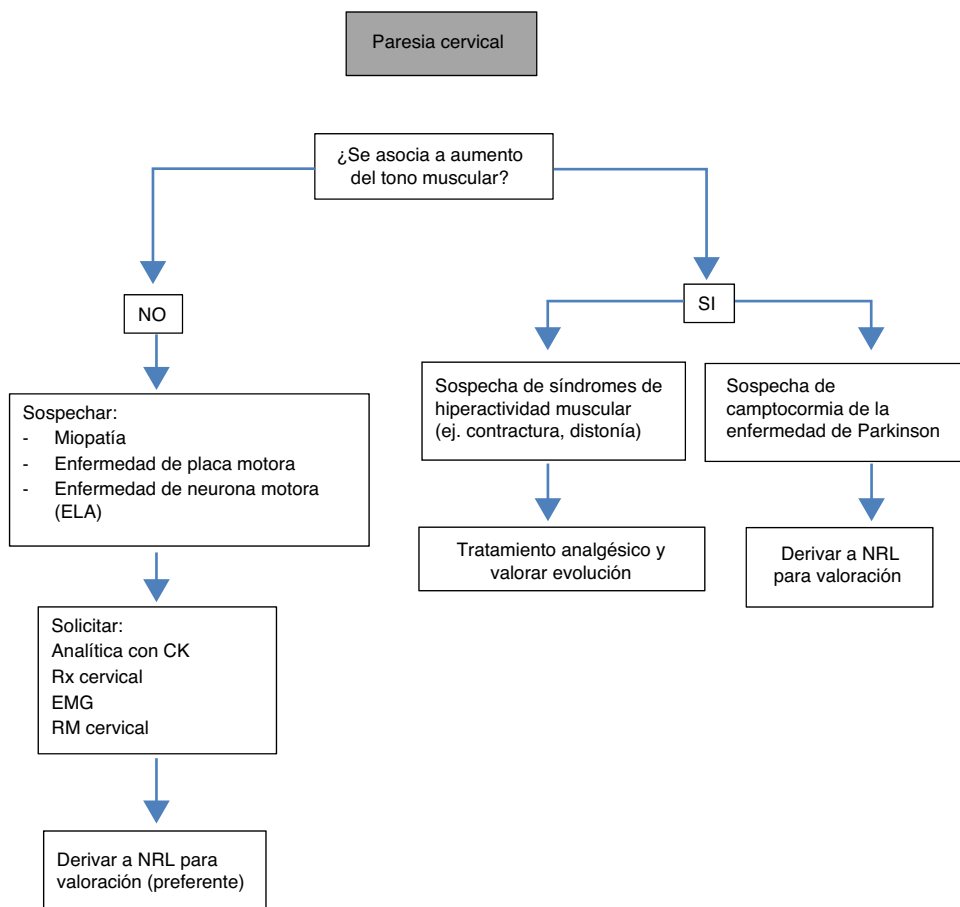 Paresia cervical
¿Se asocia a aumento
del tono muscular?
NO
SI
Sospechar:
- Miopatía
- Enfermedad de placa motora
- Enfermedad de neurona motora
(ELA)
Sospecha de síndromes de
hiperactividad muscular
(ej. contractura, distonía)
Sospecha de
camptocormia de la
enfermedad de Parkinson
Tratamiento analgésico y
valorar evolución
Derivar a NRL
para valoración
Solicitar:
Analítica con CK
Rx cervical
EMG
RM cervical
Derivar a NRL para
valoración (preferente)